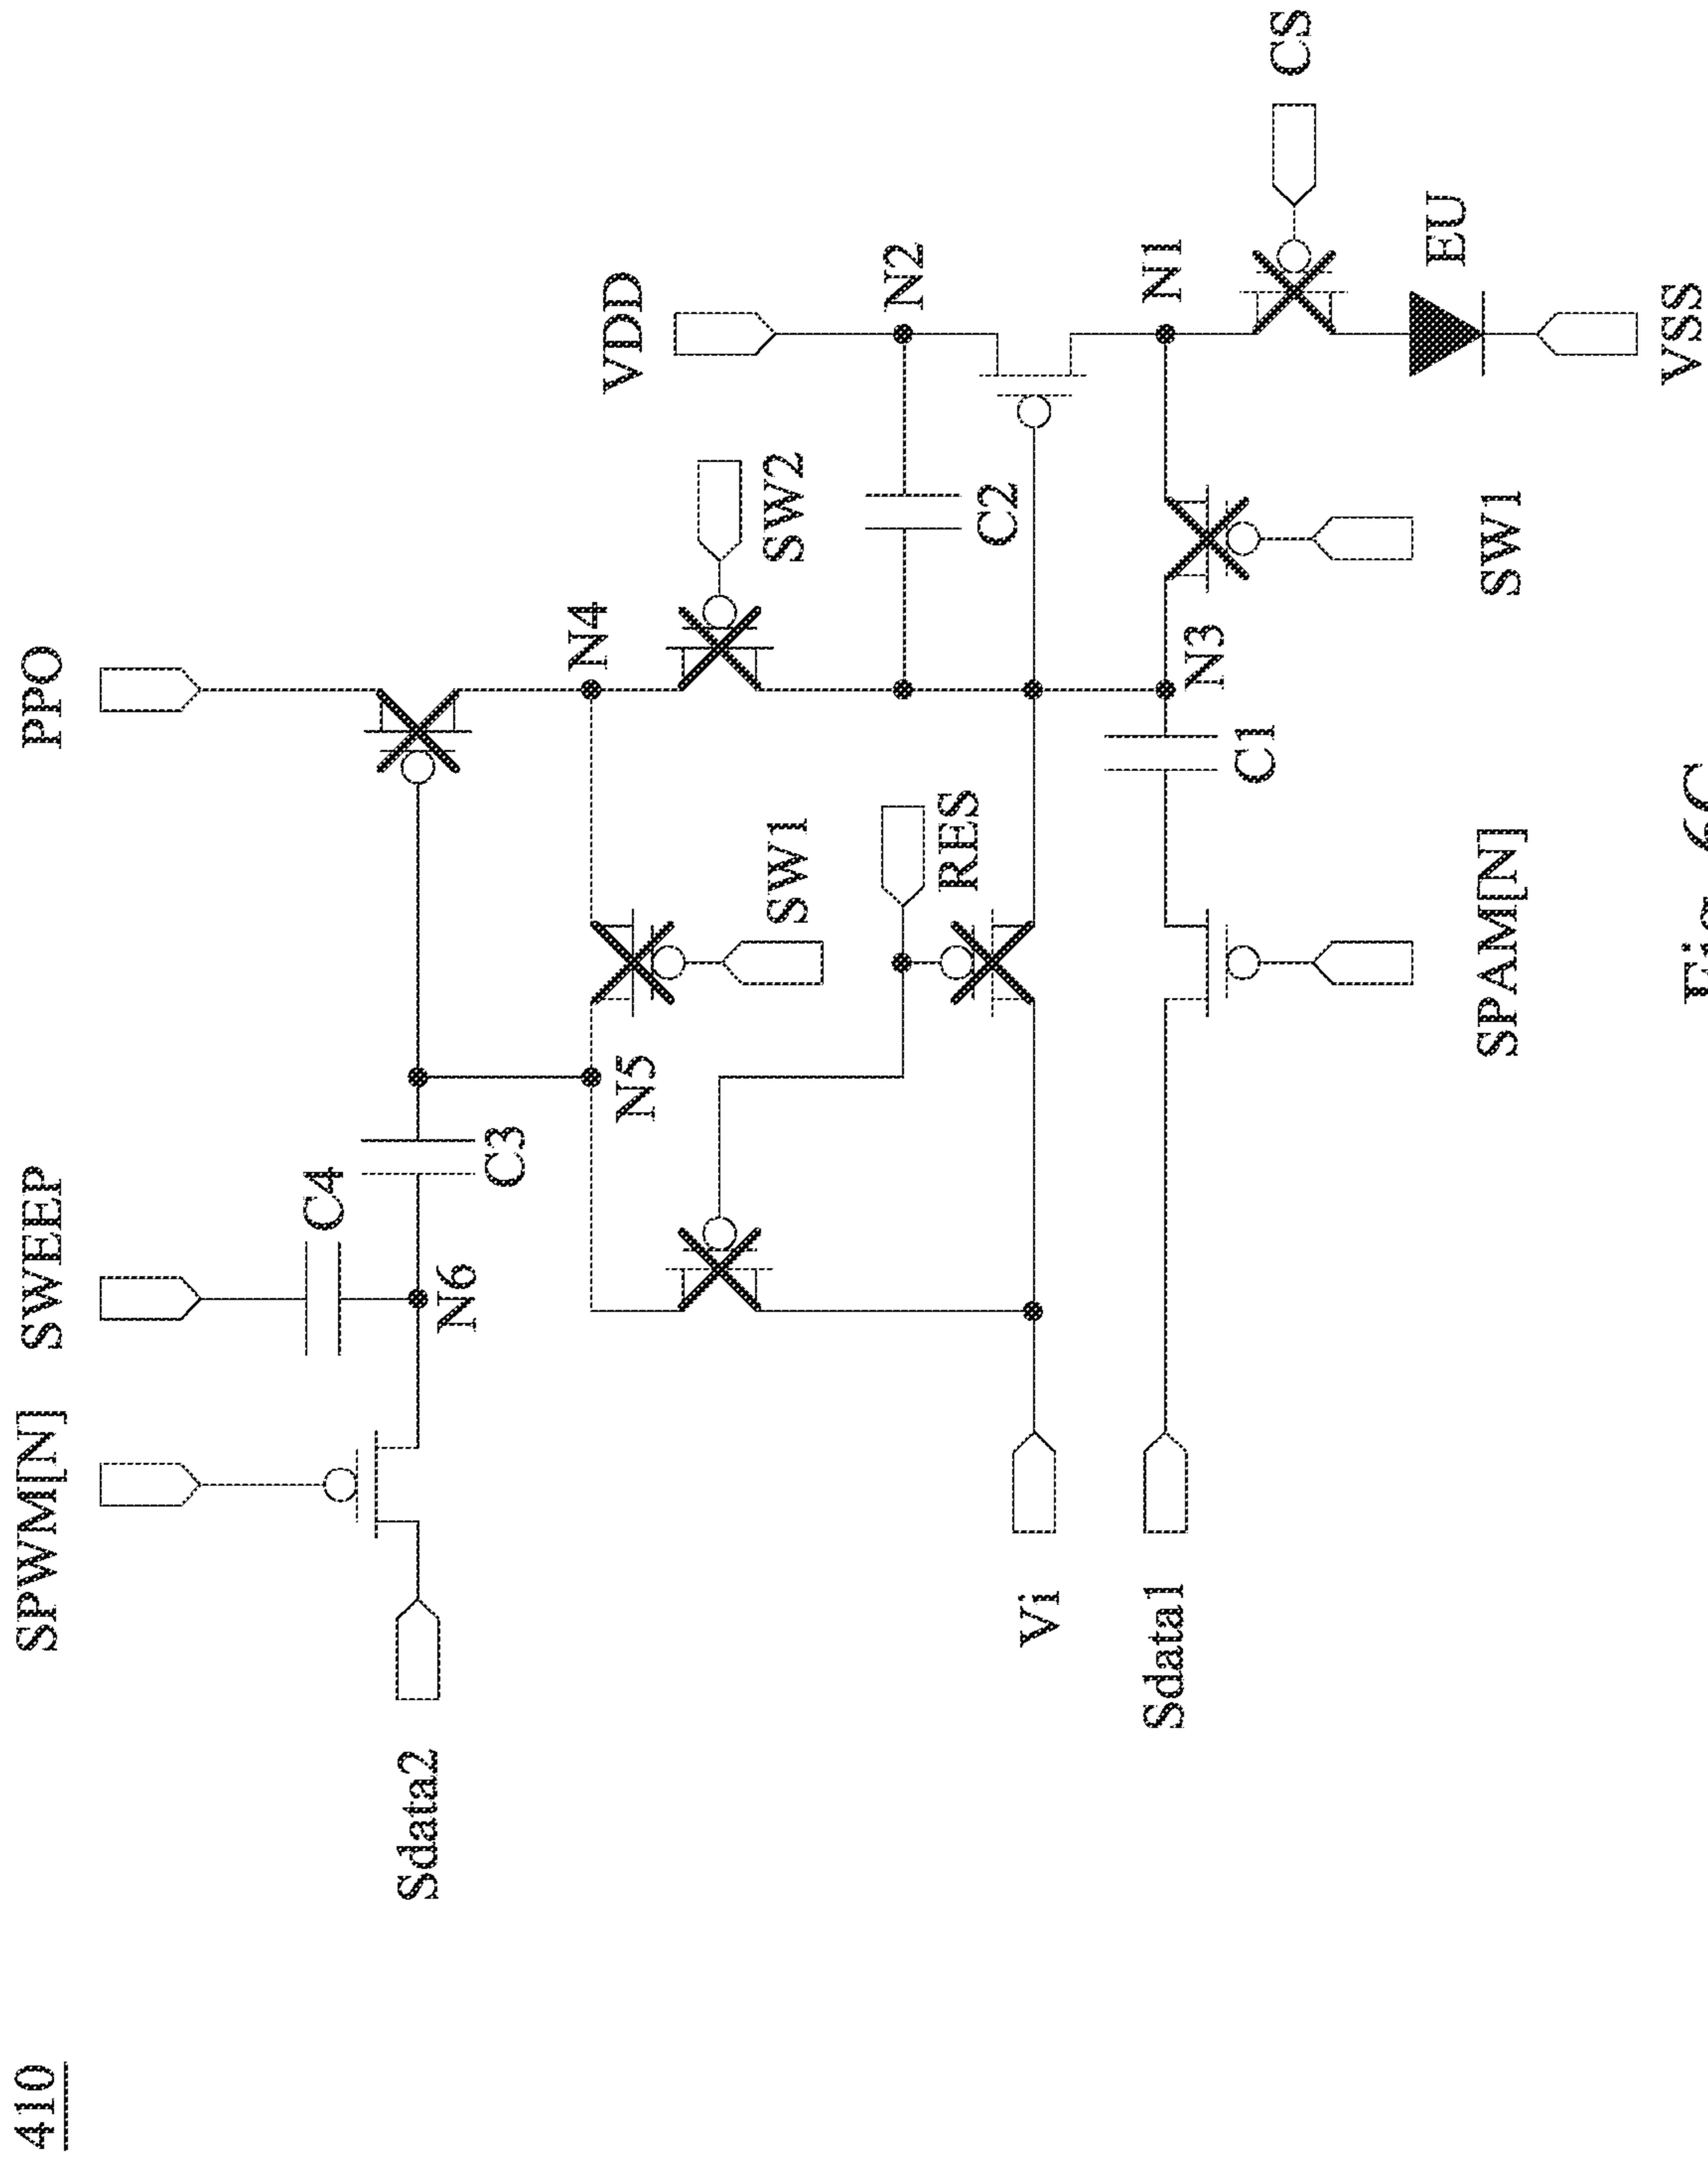 410
SPWM[N]
SWEEP
PPO
C4
Sdata2
N6
C3
N5
N4
SW1
SW2
VDD
RES
C2
N2
Vi
Sdata1
C1
N3
N1
CS
SPAM[N]
SW1
EU
VSS